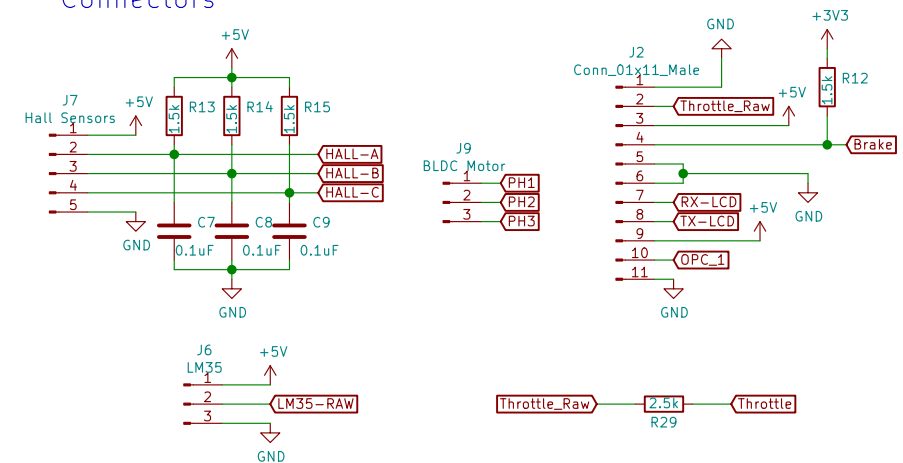 Connectors
+5V
R13
R14
R15
1.5k
1.5k
1.5k
J7
Hall Sensors
+5V
1
2
3
4
5
HALL-A
HALL-B
HALL-C
GND
C7
C8
C9
0.1uF
0.1uF
0.1uF
GND
J9
BLDC Motor
1
2
3
PH1
PH2
PH3
GND
J2
Conn_01x11_Male
1
2
3
4
5
6
7
8
9
10
11
Throttle_Raw
+5V
+3V3
R12
1.5k
Brake
GND
RX-LCD
TX-LCD
+5V
OPC_1
GND
J6
LM35
+5V
1
2
3
LM35-RAW
GND
Throttle_Raw
2.5k
R29
Throttle